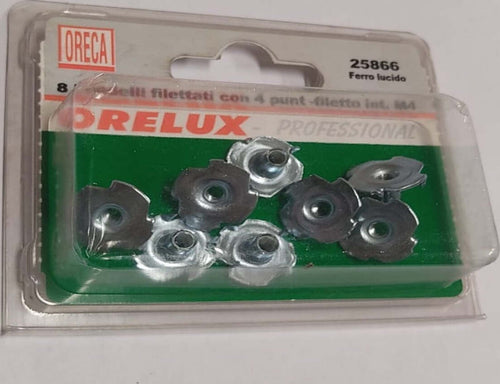 ORECA
25866
Ferro lucido
8 filettati con 4 punt -filetto int. M4
ORELUX - PROFESSIONAL